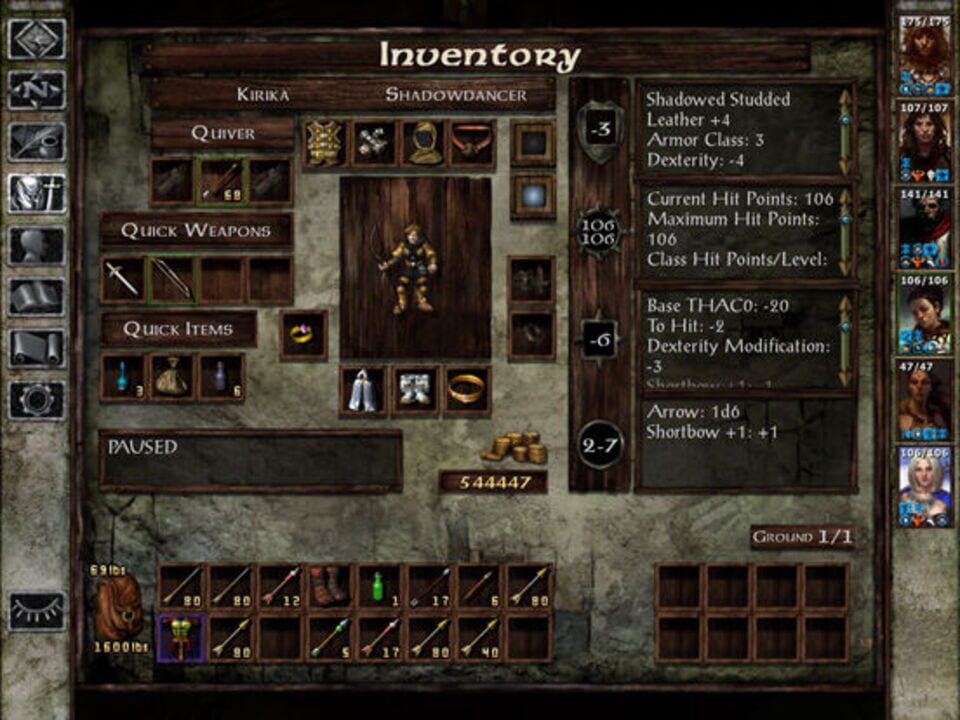 Inventory
175/175
Kirika
Shadowdancer
Quiver
68
-3
Shadowed Studded
Leather +4
Armor Class: 3
Dexterity: -4
107/107
Quick Weapons
106
106
Current Hit Points: 106
Maximum Hit Points:
106
Class Hit Points/Level:
141/141
Quick Items
3
6
-6
Base THAC0: -20
To Hit: -2
Dexterity Modification:
-3
Shortbow +1: -1
106/106
47/47
PAUSED
544447
2-7
Arrow: 1d6
Shortbow +1: +1
106/106
Ground 1/1
69lbs
1600lbs
80
80
12
1
17
6
80
80
5
17
80
40
N